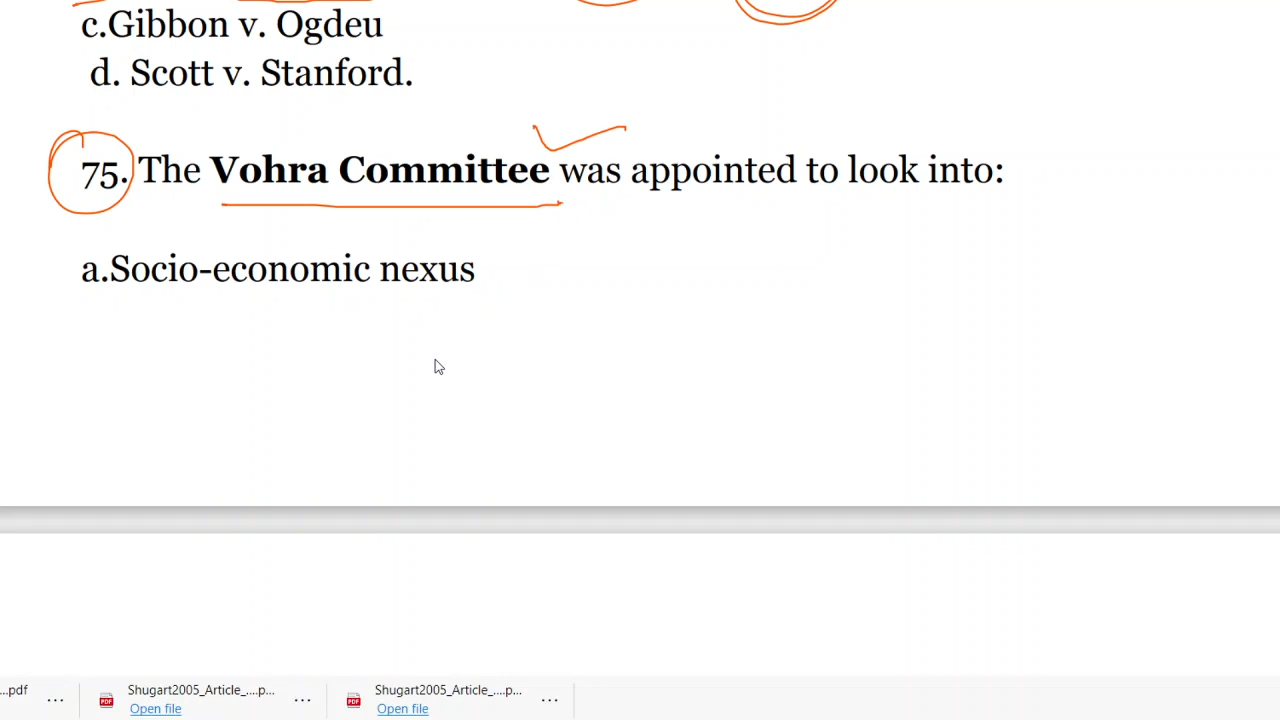 c.Gibbon v. Ogdeu
d. Scott v. Stanford.
75. The Vohra Committee was appointed to look into:
a.Socio-economic nexus
...pdf ... Shugart2005_Article_....p... ... Shugart2005_Article_....p... ...
Open file Open file